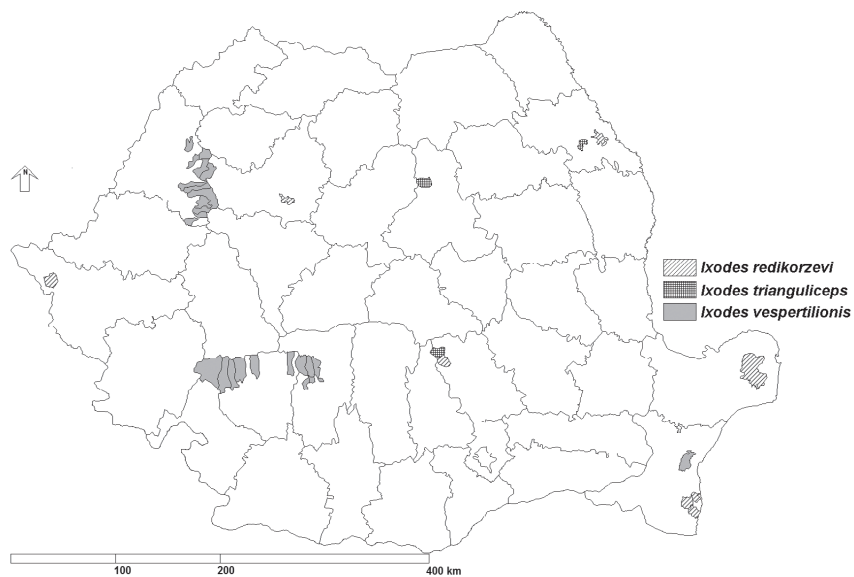 N
Ixodes redikorzevi
Ixodes trianguliceps
Ixodes vespertilionis
100 200 400 km